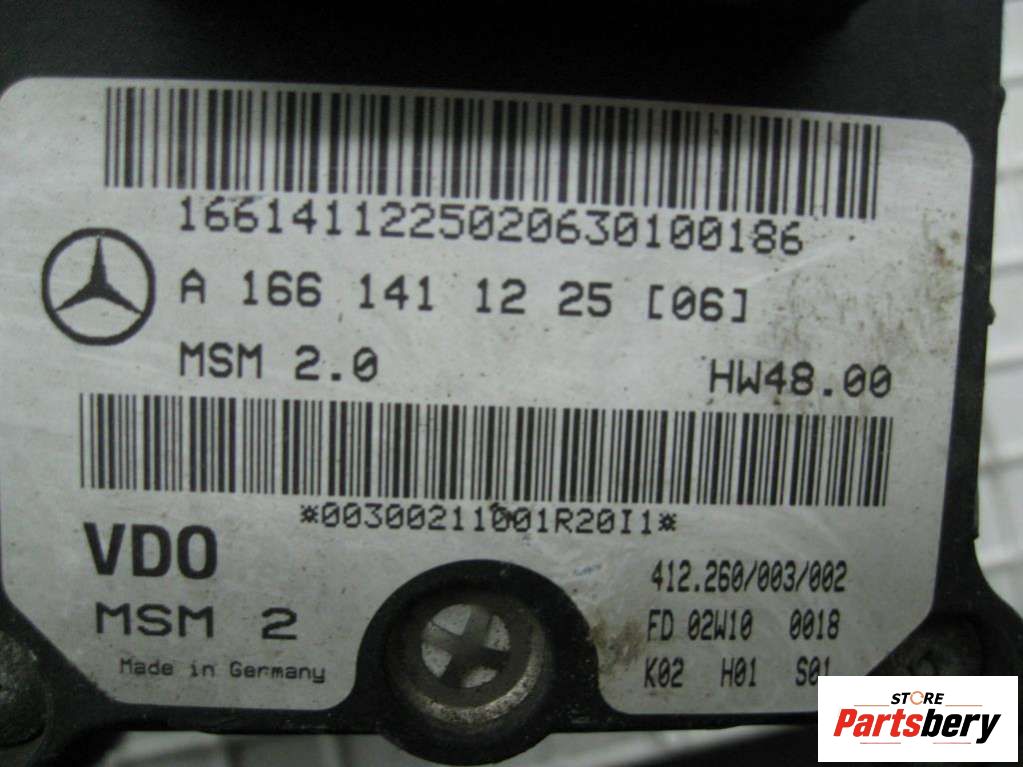 1661411225020630100186
A 166 141 12 25 [06]
MSM 2.0 HW48.00
*00300211001R20I1*
VDO
MSM 2
Made in Germany
412.260/003/002
FD 02W10 0018
K02 H01 S01
STORE
Partsbery